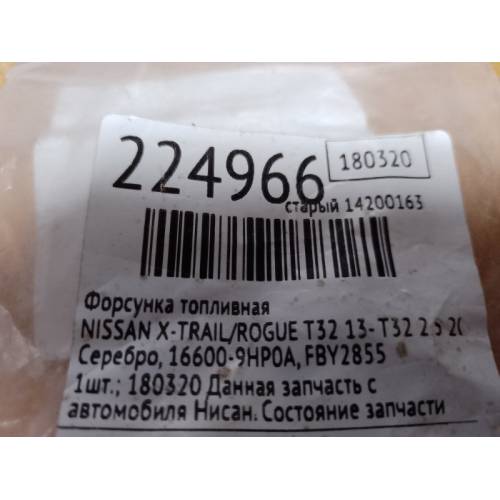 224966 180320
старый 14200163
Форсунка топливная
NISSAN X-TRAIL/ROGUE T32 13- T32 2.5 20
Серебро, 16600-9HP0A, FBY2855
1шт.; 180320 Данная запчасть с
автомобиля Нисан. Состояние запчасти